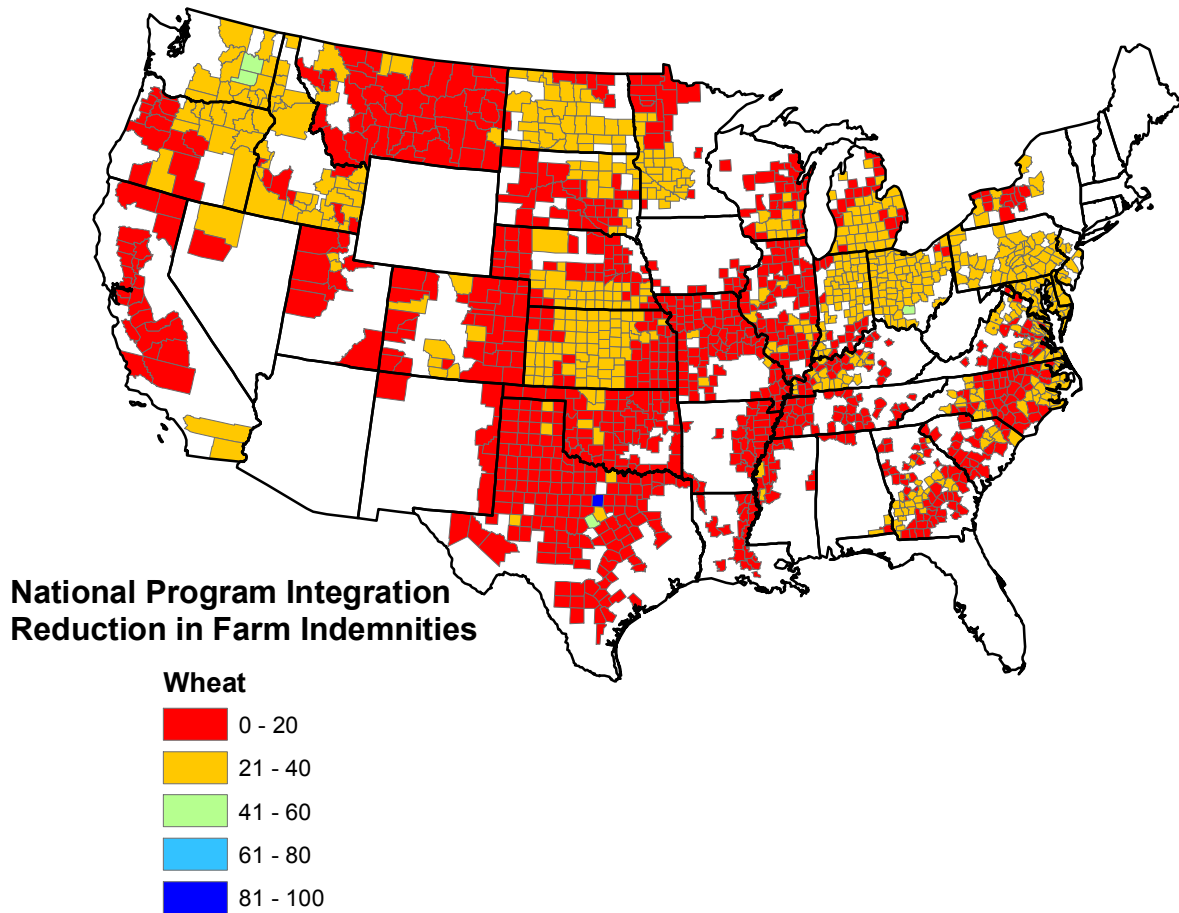 National Program Integration
Reduction in Farm Indemnities
Wheat
0 - 20
21 - 40
41 - 60
61 - 80
81 - 100